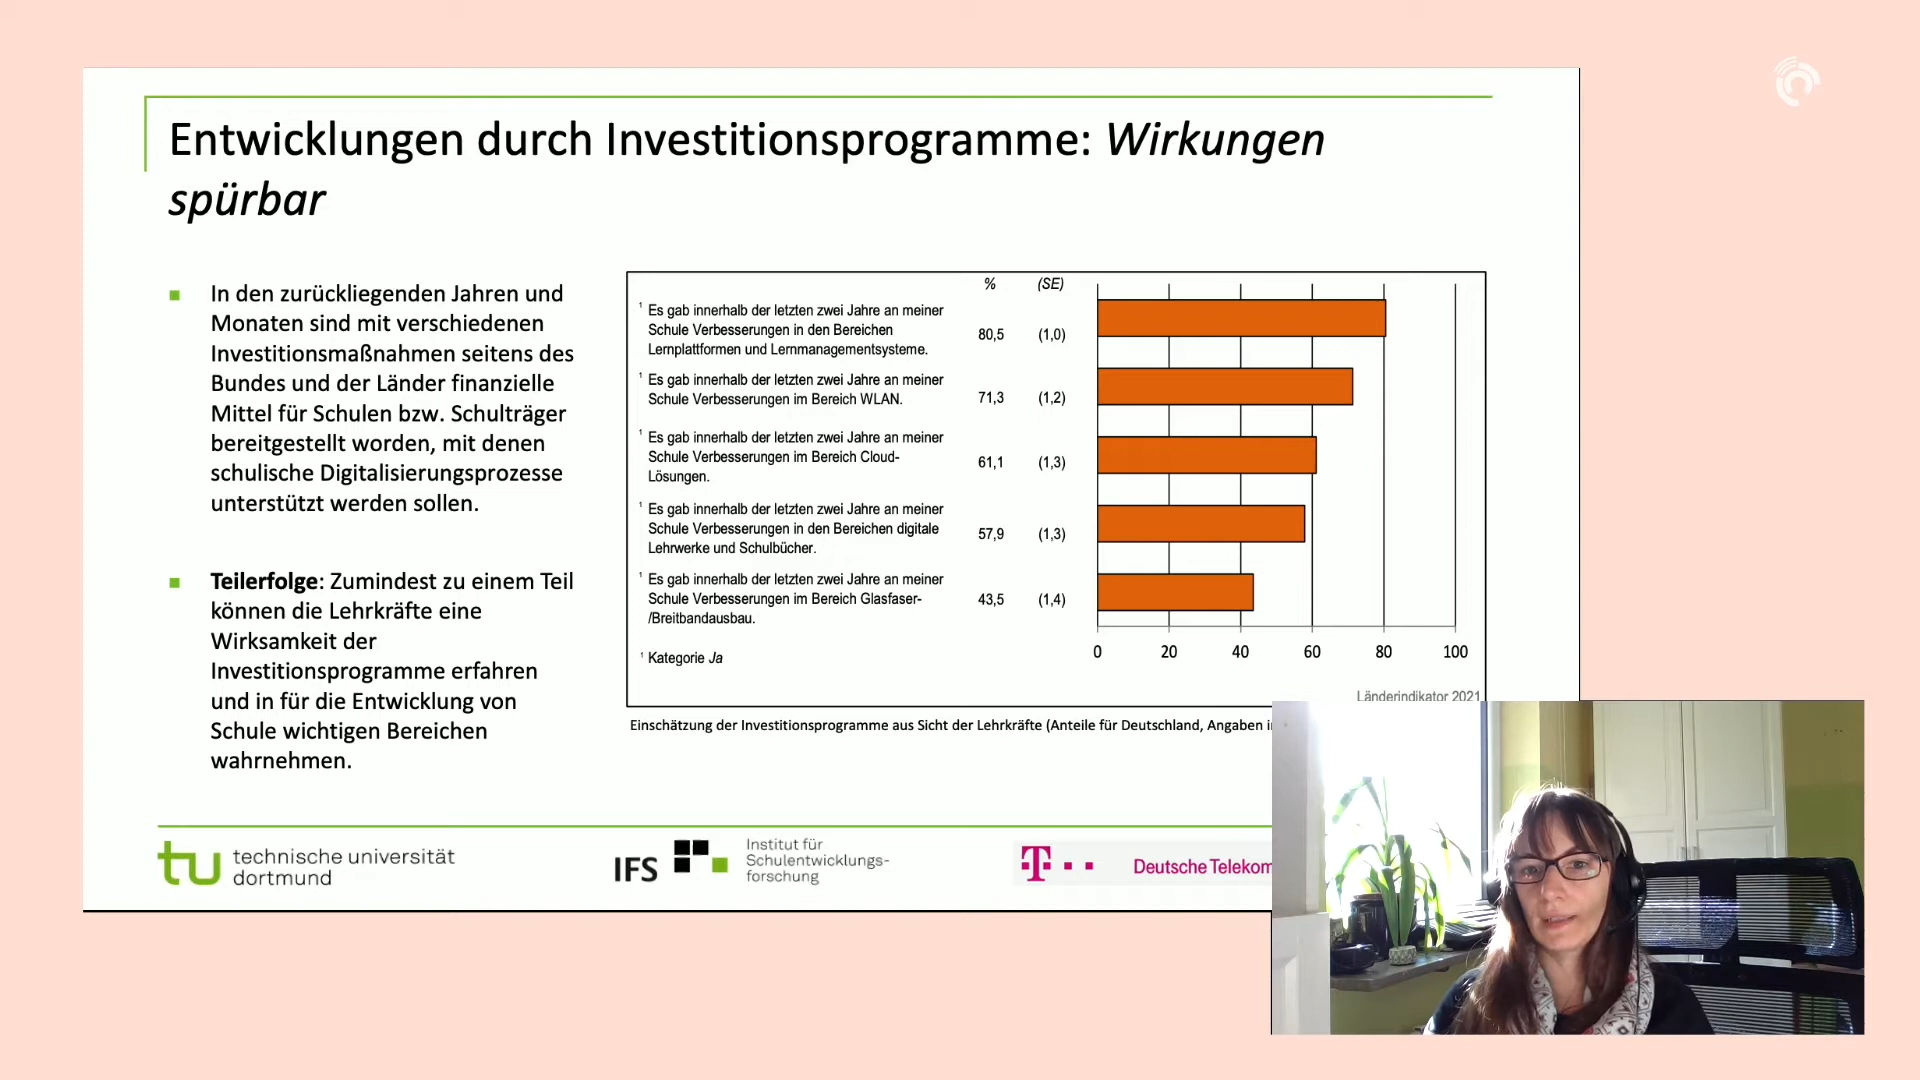 Entwicklungen durch Investitionsprogramme: Wirkungen
spürbar
In den zurückliegenden Jahren und
Monaten sind mit verschiedenen
Investitionsmaßnahmen seitens des
Bundes und der Länder finanzielle
Mittel für Schulen bzw. Schulträger
bereitgestellt worden, mit denen
schulische Digitalisierungsprozesse
unterstützt werden sollen.
Teilerfolge: Zumindest zu einem Teil
können die Lehrkräfte eine
Wirksamkeit der
Investitionsprogramme erfahren
und in für die Entwicklung von
Schule wichtigen Bereichen
wahrnehmen.
% (SE)
¹ Es gab innerhalb der letzten zwei Jahre an meiner
Schule Verbesserungen in den Bereichen
Lernplattformen und Lernmanagementsysteme.
80,5 (1,0)
¹ Es gab innerhalb der letzten zwei Jahre an meiner
Schule Verbesserungen im Bereich WLAN.
71,3 (1,2)
¹ Es gab innerhalb der letzten zwei Jahre an meiner
Schule Verbesserungen im Bereich Cloud-
Lösungen.
61,1 (1,3)
¹ Es gab innerhalb der letzten zwei Jahre an meiner
Schule Verbesserungen in den Bereichen digitale
Lehrwerke und Schulbücher.
57,9 (1,3)
¹ Es gab innerhalb der letzten zwei Jahre an meiner
Schule Verbesserungen im Bereich Glasfaser-
/Breitbandausbau.
43,5 (1,4)
0 20 40 60 80 100
¹ Kategorie Ja
Länderindikator 2021
Einschätzung der Investitionsprogramme aus Sicht der Lehrkräfte (Anteile für Deutschland, Angaben
tu technische universität
dortmund
IFS Institut für
Schulentwicklungs-
forschung
T Deutsche Telekom